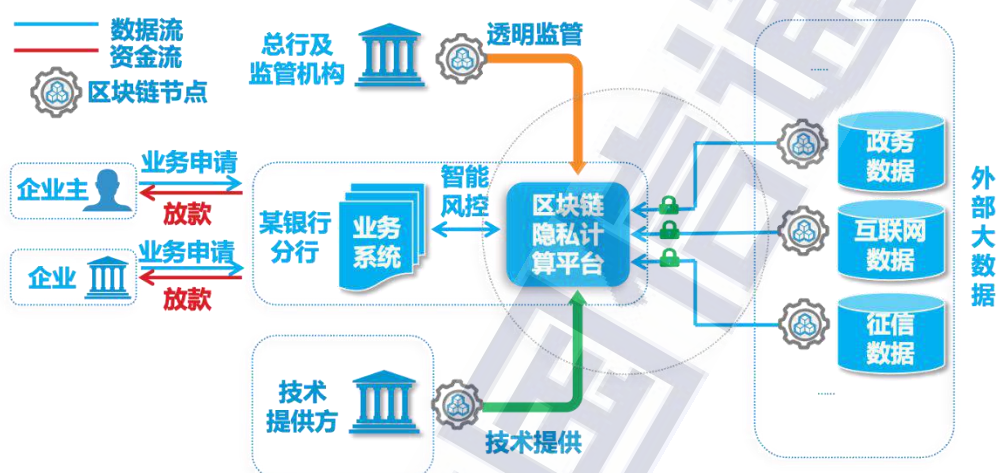 数据流
资金流
区块链节点
总行及
监管机构
透明监管
……
政务
数据
企业主
业务申请
放款
企业
业务申请
放款
某银行
分行
业务
系统
智能
风控
区块链
隐私计
算平台
互联网
数据
征信
数据
……
外
部
大
数
据
技术
提供方
技术提供